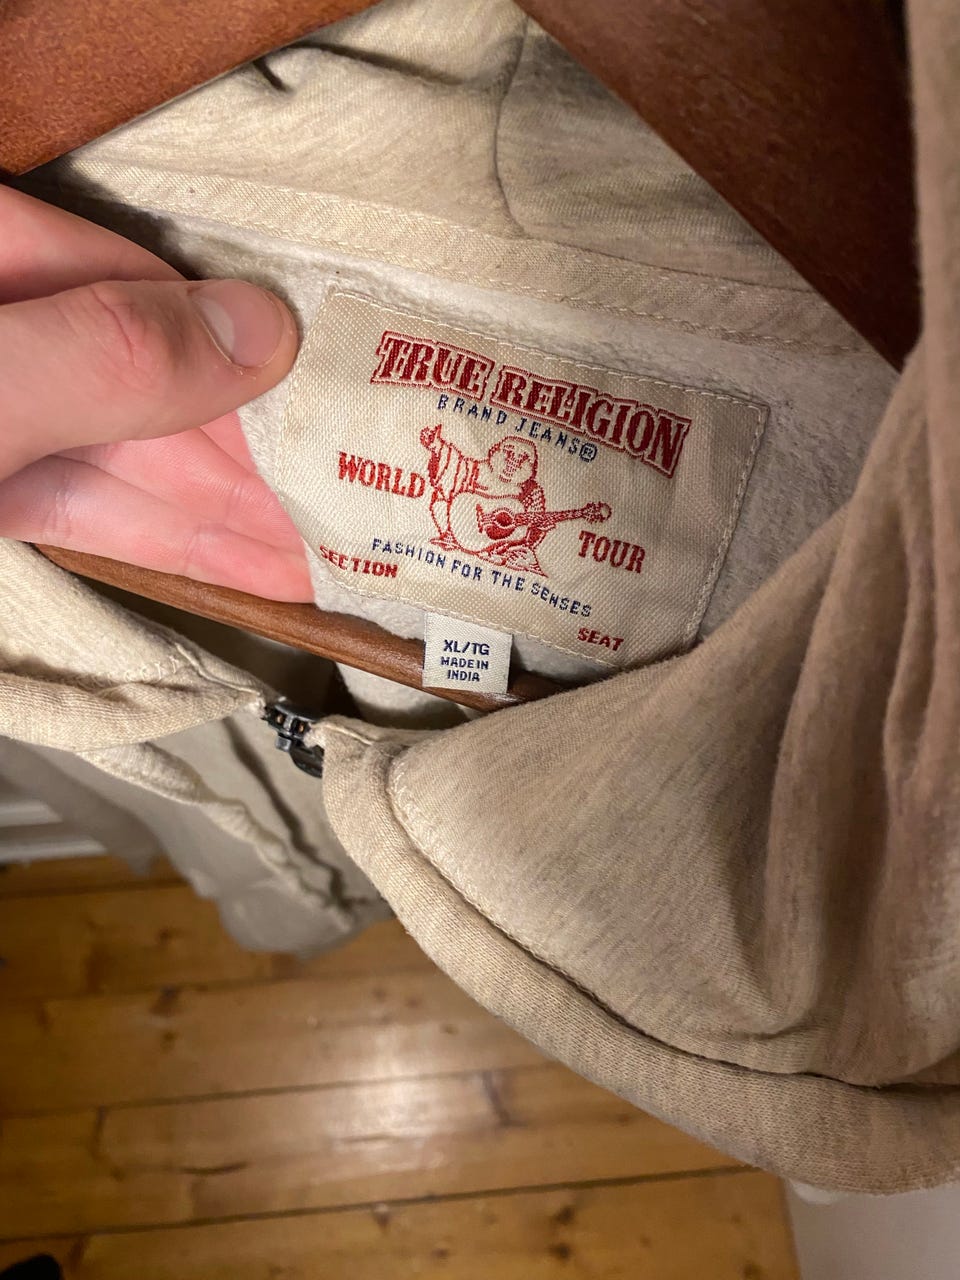 TRUE RELIGION
BRAND JEANS®
WORLD TOUR
FASHION FOR THE SENSES
SECTION SEAT
XL/TG
MADE IN
INDIA